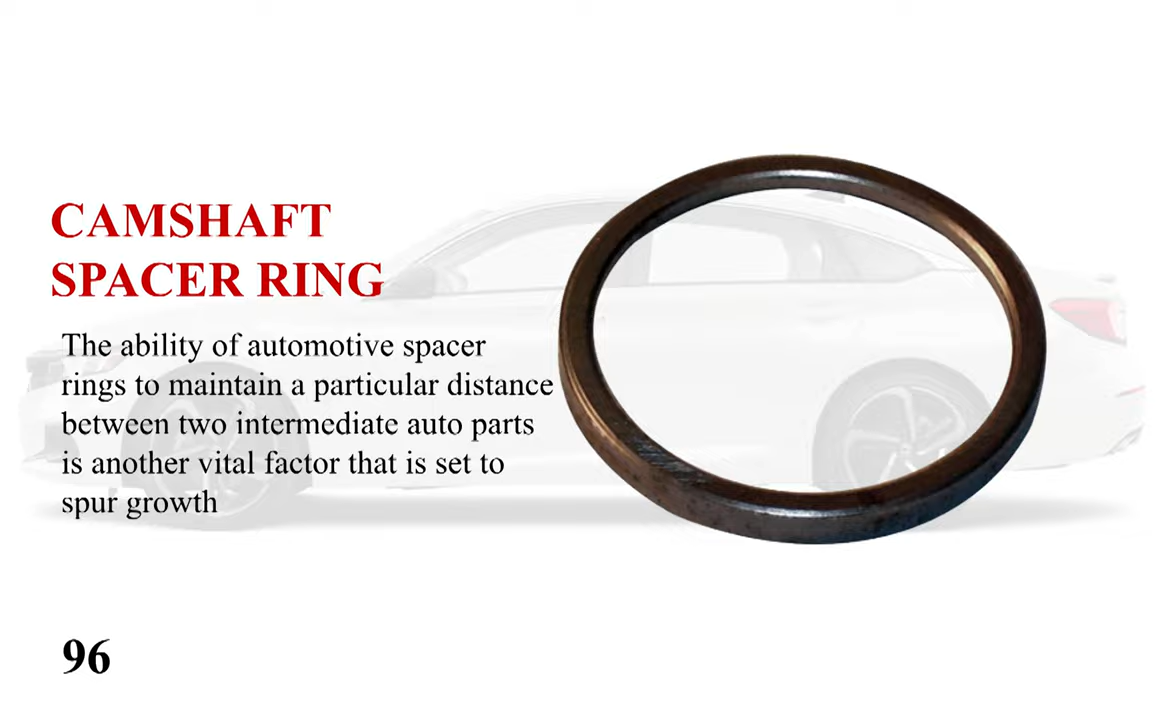 CAMSHAFT
SPACER RING
The ability of automotive spacer
rings to maintain a particular distance
between two intermediate auto parts
is another vital factor that is set to
spur growth
96